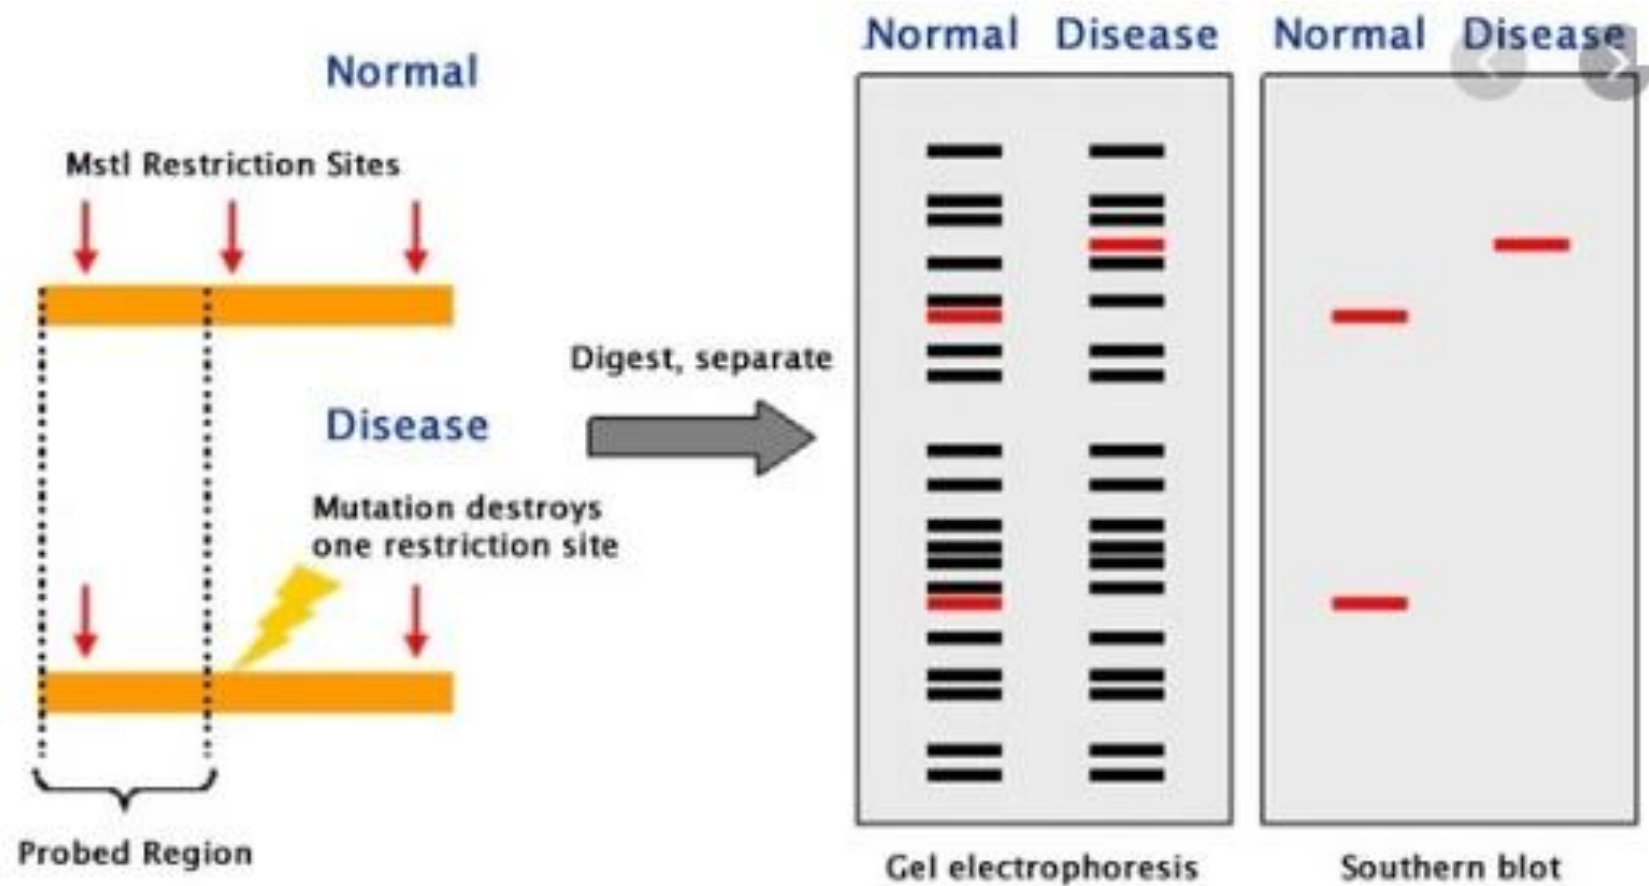 Normal
MstI Restriction Sites
Disease
Mutation destroys
one restriction site
Probed Region
Digest, separate
Normal Disease
Gel electrophoresis
Normal Disease
Southern blot